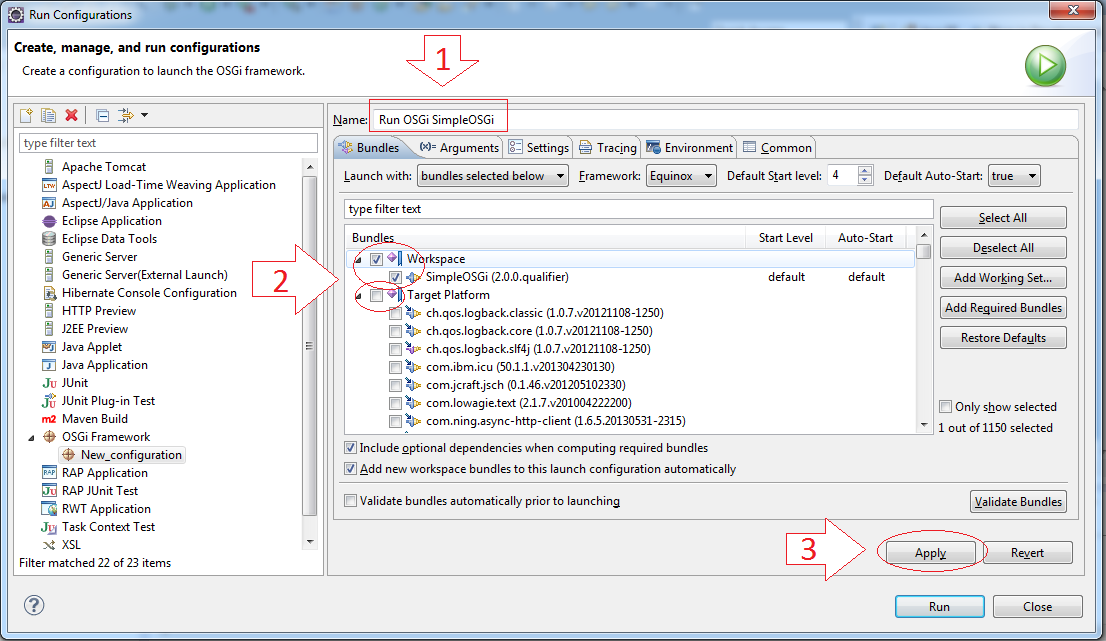 Run Configurations
Create, manage, and run configurations
Create a configuration to launch the OSGi framework.
1
type filter text
Apache Tomcat
AspectJ Load-Time Weaving Application
AspectJ/Java Application
Eclipse Application
Eclipse Data Tools
Generic Server
Generic Server(External Launch)
Hibernate Console Configuration
HTTP Preview
J2EE Preview
Java Applet
Java Application
JUnit
JUnit Plug-in Test
Maven Build
OSGi Framework
New_configuration
RAP Application
RAP JUnit Test
RWT Application
Task Context Test
XSL
Filter matched 22 of 23 items
Name: Run OSGi SimpleOSGi
Bundles (x)= Arguments Settings Tracing Environment Common
Launch with: bundles selected below Framework: Equinox Default Start level: 4 Default Auto-Start: true
type filter text
Bundles Start Level Auto-Start
Workspace
2
SimpleOSGi (2.0.0.qualifier) default default
Target Platform
ch.qos.logback.classic (1.0.7.v20121108-1250)
ch.qos.logback.core (1.0.7.v20121108-1250)
ch.qos.logback.slf4j (1.0.7.v20121108-1250)
com.ibm.icu (50.1.1.v201304230130)
com.jcraft.jsch (0.1.46.v201205102330)
com.lowagie.text (2.1.7.v201004222200)
com.ning.async-http-client (1.6.5.20130531-2315)
Select All
Deselect All
Add Working Set...
Add Required Bundles
Restore Defaults
Only show selected
1 out of 1150 selected
Include optional dependencies when computing required bundles
Add new workspace bundles to this launch configuration automatically
Validate bundles automatically prior to launching
Validate Bundles
3
Apply Revert
Run Close